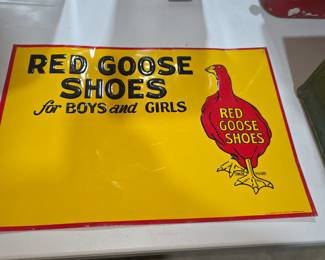 RED GOOSE
SHOES
for BOYS and GIRLS
RED
GOOSE
SHOES